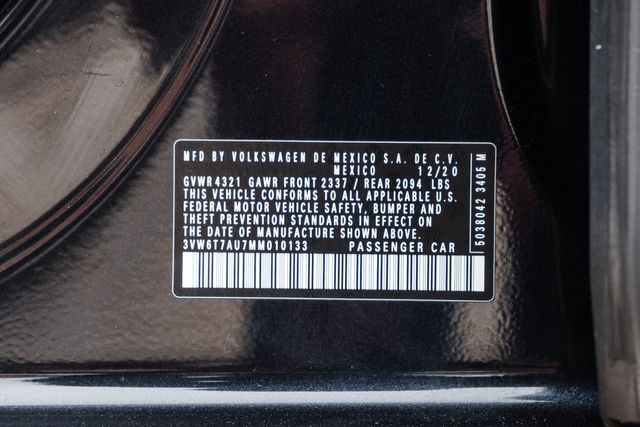 MFD BY VOLKSWAGEN DE MEXICO S.A. DE C.V.
MEXICO 12/20
GVWR 4321 GAWR FRONT 2337 / REAR 2094 LBS
THIS VEHICLE CONFORMS TO ALL APPLICABLE U.S.
FEDERAL MOTOR VEHICLE SAFETY, BUMPER AND
THEFT PREVENTION STANDARDS IN EFFECT ON
THE DATE OF MANUFACTURE SHOWN ABOVE.
3VW6T7AU7MM010133 PASSENGER CAR
5038042 3405 M